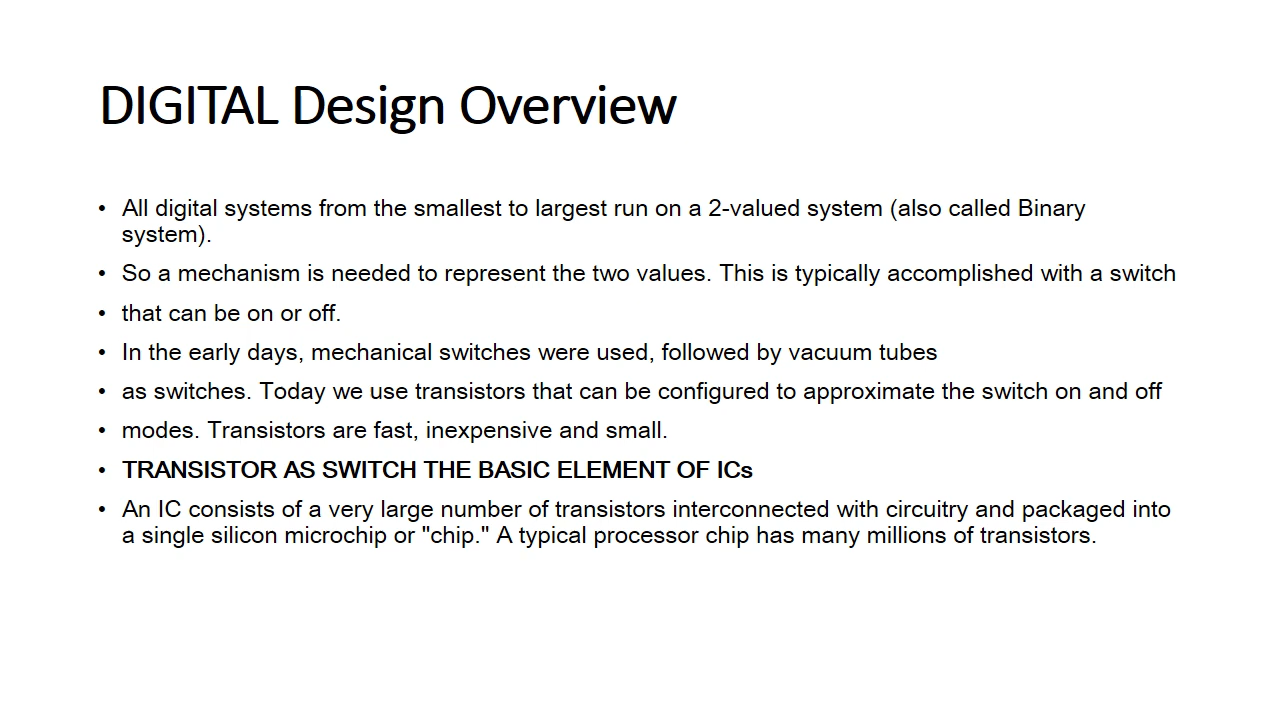 DIGITAL Design Overview
• All digital systems from the smallest to largest run on a 2-valued system (also called Binary
system).
• So a mechanism is needed to represent the two values. This is typically accomplished with a switch
• that can be on or off.
• In the early days, mechanical switches were used, followed by vacuum tubes
• as switches. Today we use transistors that can be configured to approximate the switch on and off
• modes. Transistors are fast, inexpensive and small.
• TRANSISTOR AS SWITCH THE BASIC ELEMENT OF ICs
• An IC consists of a very large number of transistors interconnected with circuitry and packaged into
a single silicon microchip or "chip." A typical processor chip has many millions of transistors.